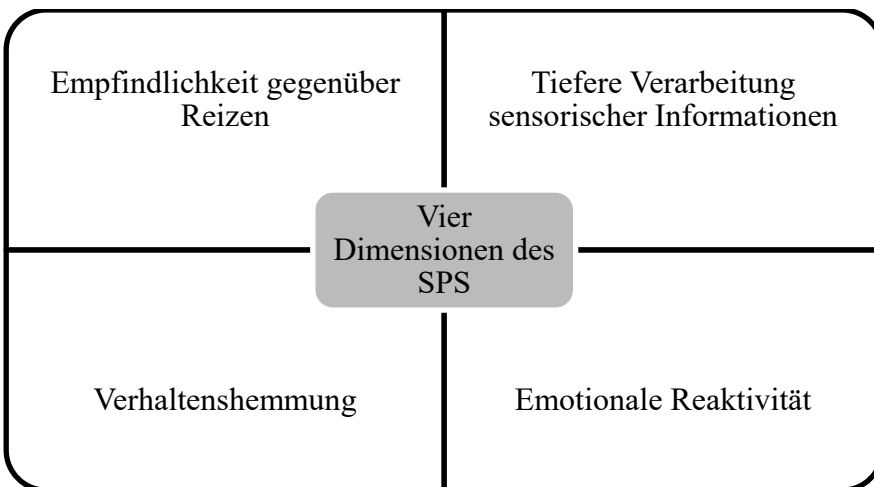 Empfindlichkeit gegenüber
Reizen
Tiefere Verarbeitung
sensorischer Informationen
Vier
Dimensionen des
SPS
Verhaltenshemmung
Emotionale Reaktivität